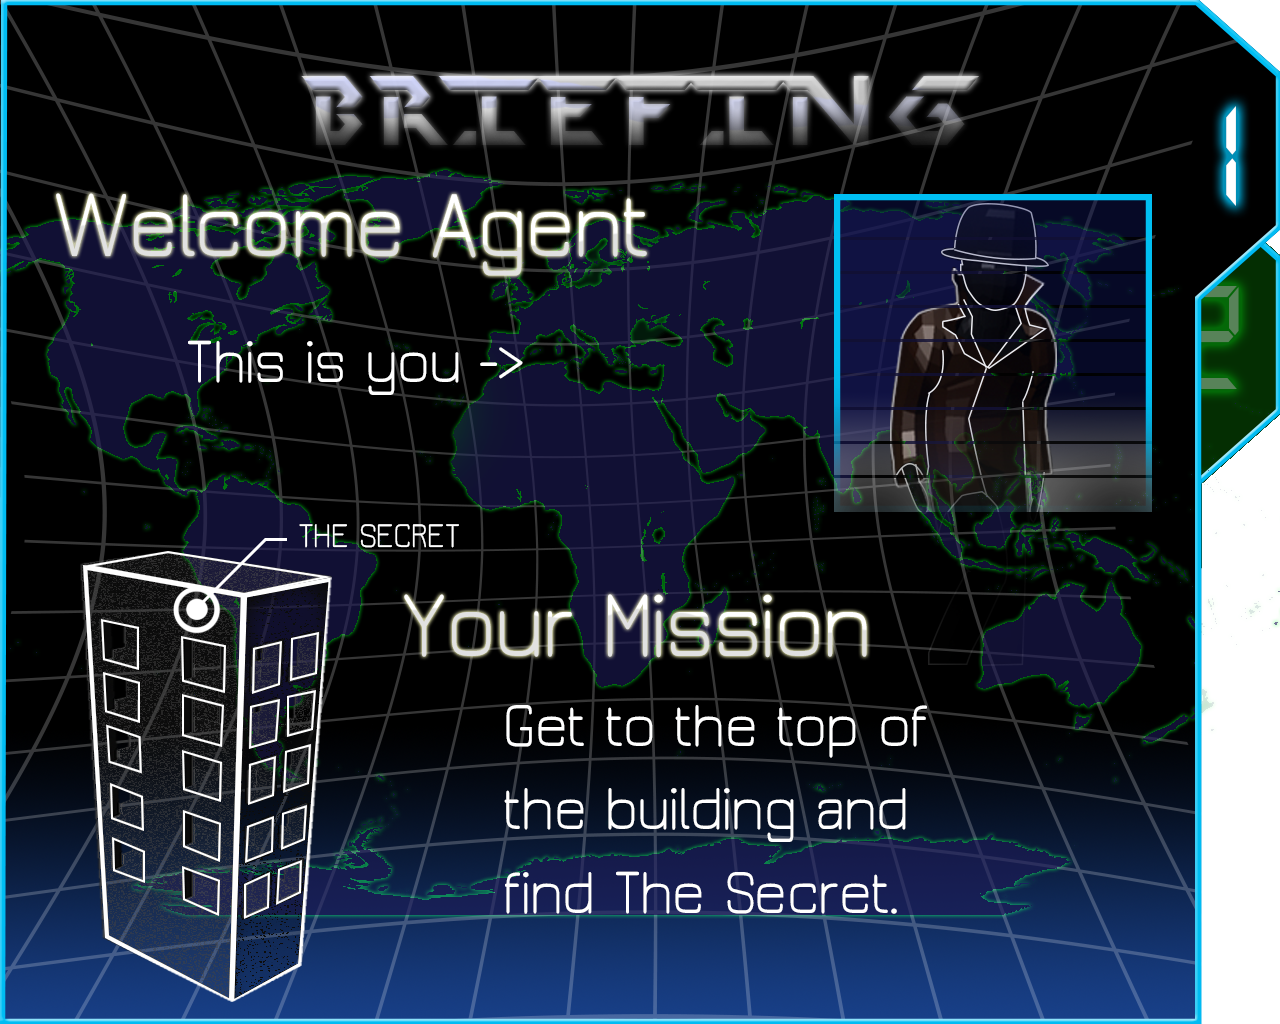 BRIEFING
1
Welcome Agent
2
This is you ->
THE SECRET
Your Mission
Get to the top of
the building and
find The Secret.